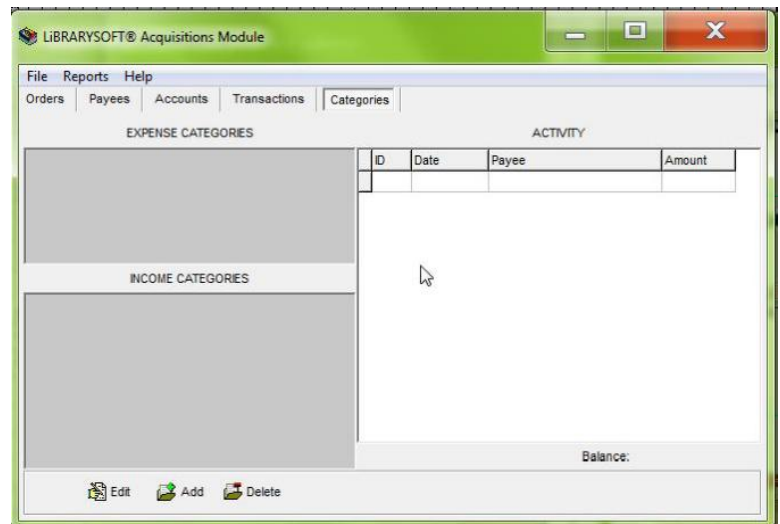 LiBRARYSOFT® Acquisitions Module
File Reports Help
Orders Payees Accounts Transactions Categories
EXPENSE CATEGORIES
ACTIVITY
ID Date Payee Amount
INCOME CATEGORIES
Balance:
Edit Add Delete